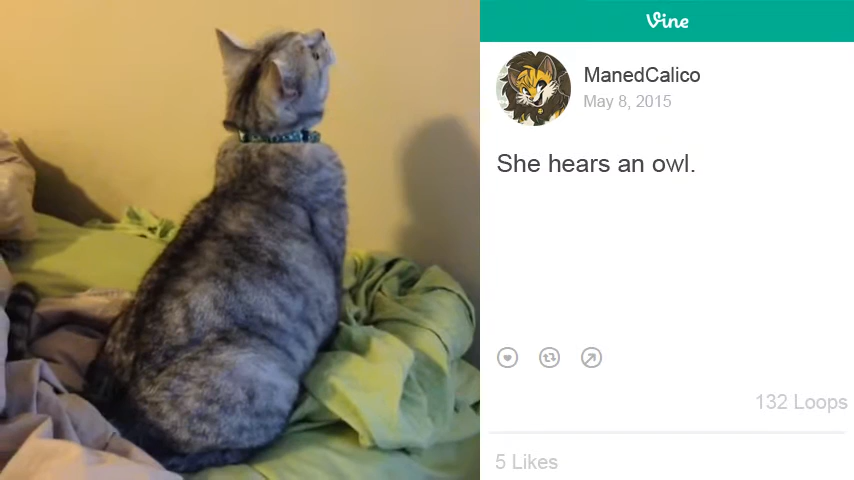 Vine
ManedCalico
May 8, 2015
She hears an owl.
132 Loops
5 Likes